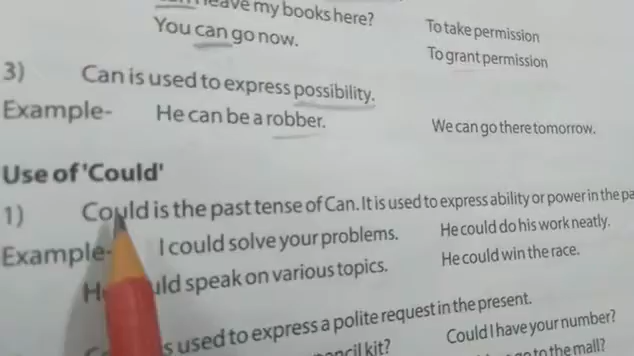 leave my books here? To take permission
You can go now. To grant permission
3) Can is used to express possibility.
Example- He can be a robber. We can go there tomorrow.
Use of 'Could'
1) Could is the past tense of Can. It is used to express ability or power in the
Example- I could solve your problems. He could do his work neatly.
speak on various topics. He could win the race.
used to express a polite request in the present.
kit? Could I have your number?
to the mall?